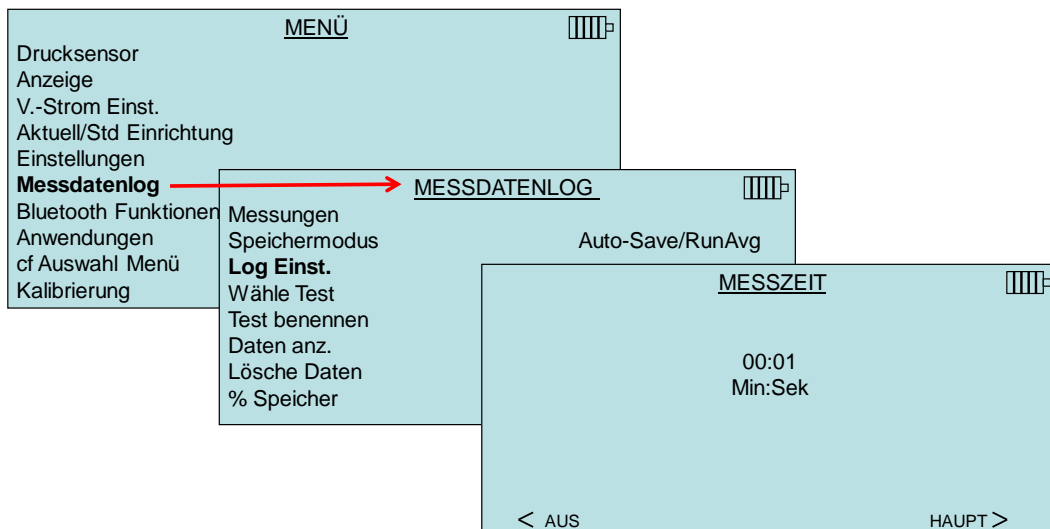 MENÜ
Drucksensor
Anzeige
V.-Strom Einst.
Aktuell/Std Einrichtung
Einstellungen
Messdatenlog
Bluetooth Funktionen
Anwendungen
cf Auswahl Menü
Kalibrierung
MESSDATENLOG
Messungen
Speichermodus Auto-Save/RunAvg
Log Einst.
Wähle Test
Test benennen
Daten anz.
Lösche Daten
% Speicher
MESSZEIT
00:01
Min:Sek
< AUS HAUPT >